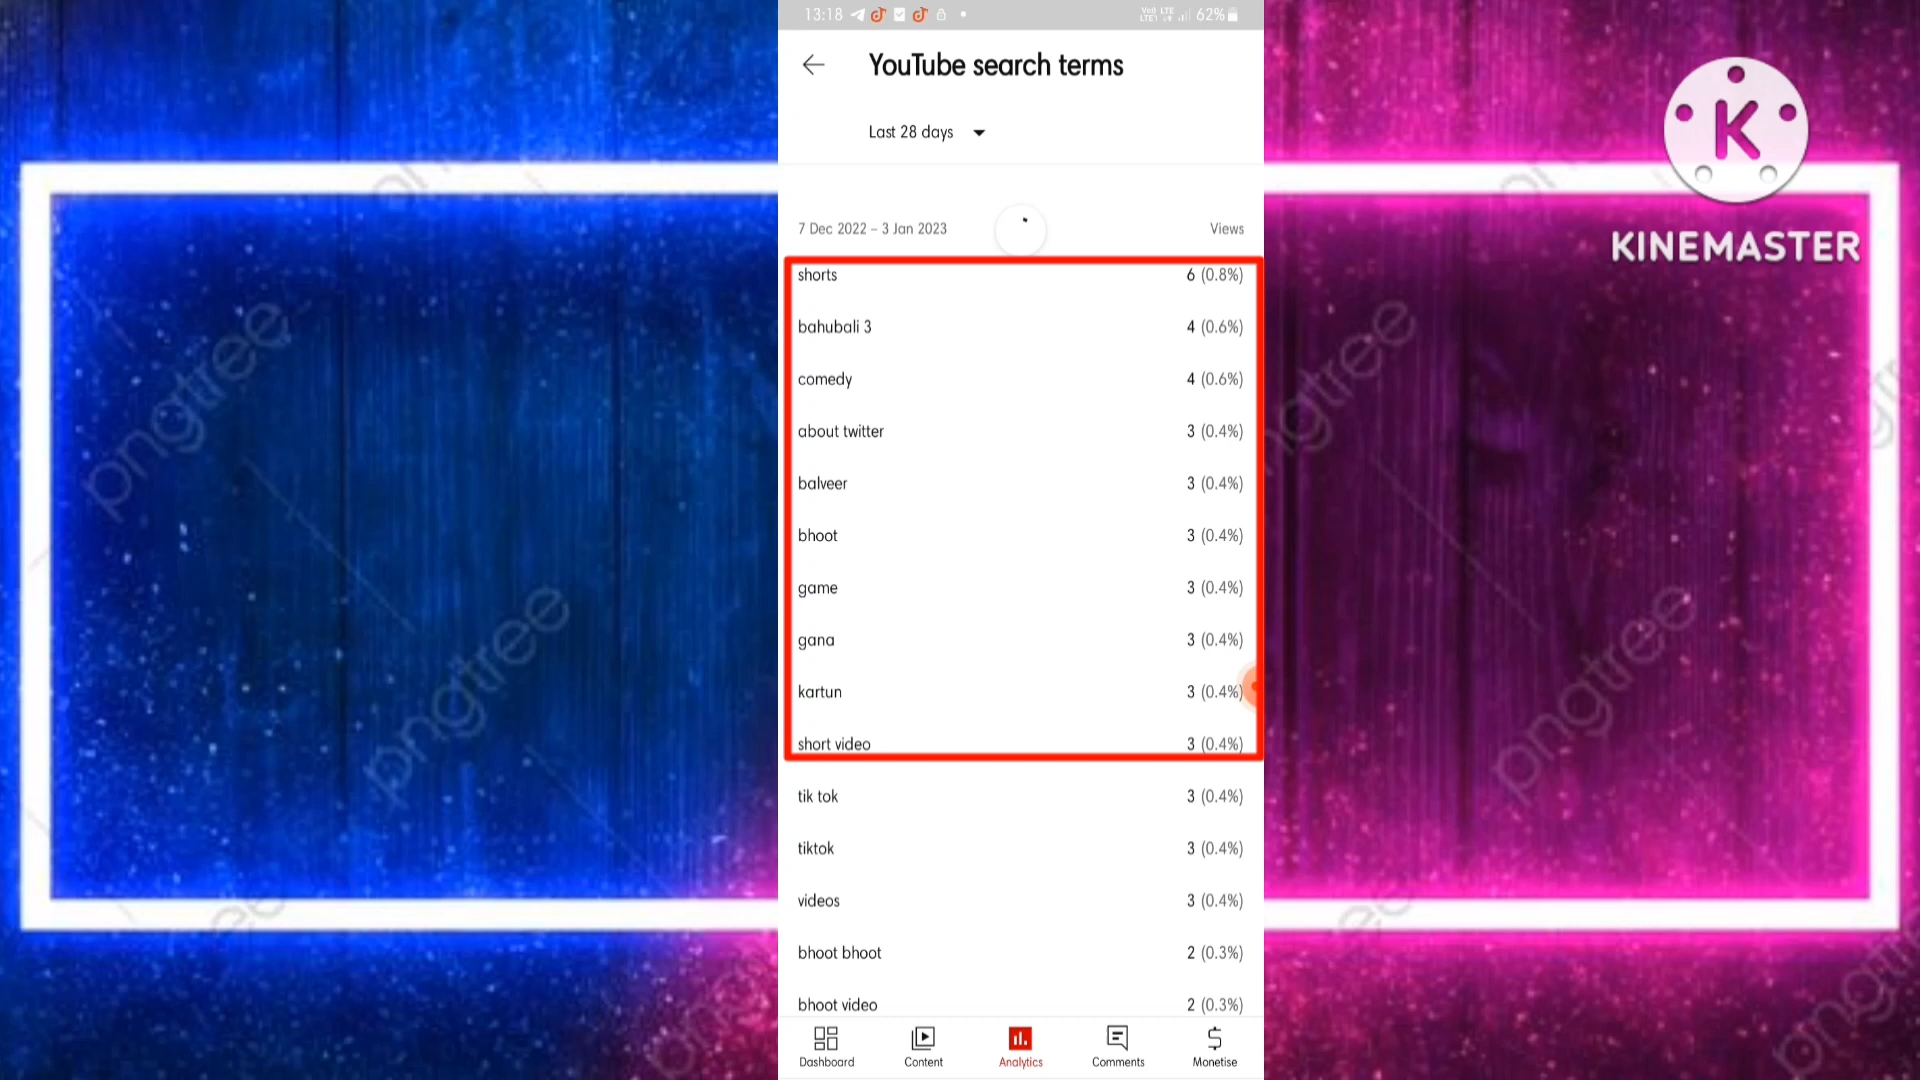 13:18
62%
YouTube search terms
Last 28 days
7 Dec 2022 – 3 Jan 2023 Views
shorts 6 (0.8%)
bahubali 3 4 (0.6%)
comedy 4 (0.6%)
about twitter 3 (0.4%)
balveer 3 (0.4%)
bhoot 3 (0.4%)
game 3 (0.4%)
gana 3 (0.4%)
kartun 3 (0.4%)
short video 3 (0.4%)
tik tok 3 (0.4%)
tiktok 3 (0.4%)
videos 3 (0.4%)
bhoot bhoot 2 (0.3%)
bhoot video 2 (0.3%)
Dashboard Content Analytics Comments Monetise
K
KINEMASTER
pngtree
pngtree
pngtree
pngtree